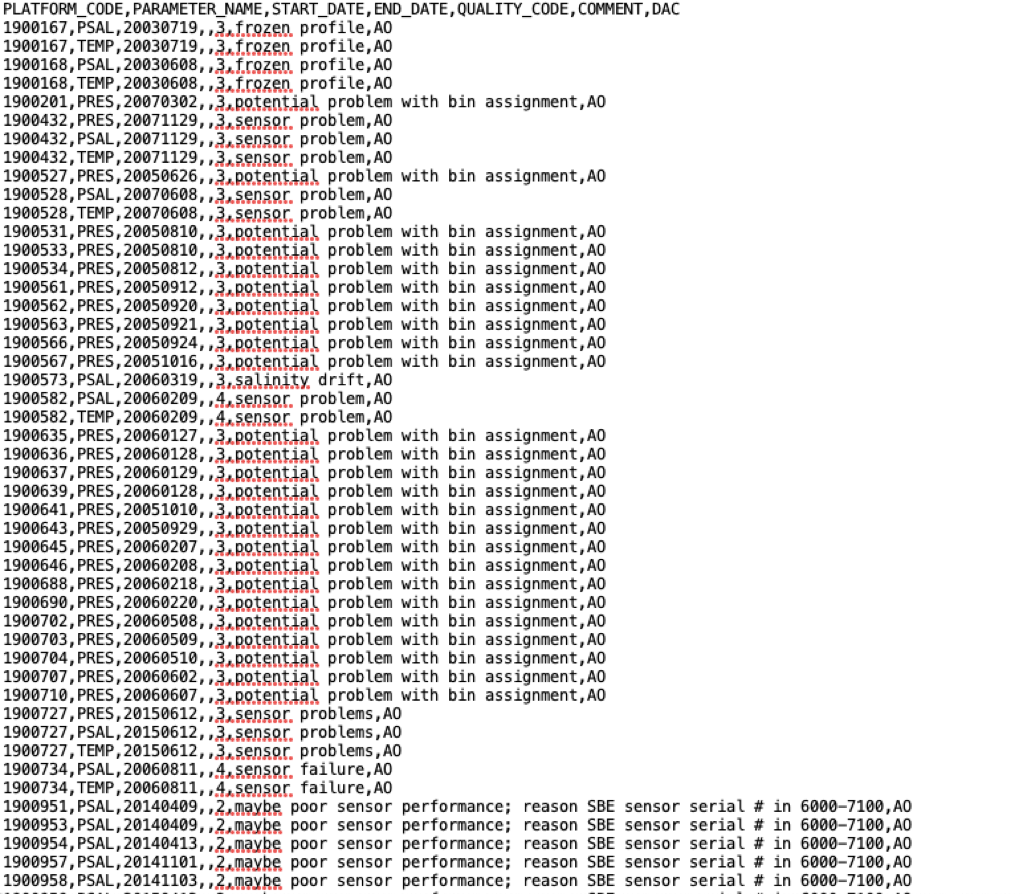 PLATFORM_CODE,PARAMETER_NAME,START_DATE,END_DATE,QUALITY_CODE,COMMENT,DAC
1900167,PSAL,20030719,,3,frozen profile,AO
1900167,TEMP,20030719,,3,frozen profile,AO
1900168,PSAL,20030608,,3,frozen profile,AO
1900168,TEMP,20030608,,3,frozen profile,AO
1900201,PRES,20070302,,3,potential problem with bin assignment,AO
1900432,PRES,20071129,,3,sensor problem,AO
1900432,PSAL,20071129,,3,sensor problem,AO
1900432,TEMP,20071129,,3,sensor problem,AO
1900527,PRES,20050626,,3,potential problem with bin assignment,AO
1900528,PSAL,20070608,,3,sensor problem,AO
1900528,TEMP,20070608,,3,sensor problem,AO
1900531,PRES,20050810,,3,potential problem with bin assignment,AO
1900533,PRES,20050810,,3,potential problem with bin assignment,AO
1900534,PRES,20050812,,3,potential problem with bin assignment,AO
1900561,PRES,20050912,,3,potential problem with bin assignment,AO
1900562,PRES,20050920,,3,potential problem with bin assignment,AO
1900563,PRES,20050921,,3,potential problem with bin assignment,AO
1900566,PRES,20050924,,3,potential problem with bin assignment,AO
1900567,PRES,20051016,,3,potential problem with bin assignment,AO
1900573,PSAL,20060319,,3,salinity drift,AO
1900582,PSAL,20060209,,4,sensor problem,AO
1900582,TEMP,20060209,,4,sensor problem,AO
1900635,PRES,20060127,,3,potential problem with bin assignment,AO
1900636,PRES,20060128,,3,potential problem with bin assignment,AO
1900637,PRES,20060129,,3,potential problem with bin assignment,AO
1900639,PRES,20060128,,3,potential problem with bin assignment,AO
1900641,PRES,20051010,,3,potential problem with bin assignment,AO
1900643,PRES,20050929,,3,potential problem with bin assignment,AO
1900645,PRES,20060207,,3,potential problem with bin assignment,AO
1900646,PRES,20060208,,3,potential problem with bin assignment,AO
1900688,PRES,20060218,,3,potential problem with bin assignment,AO
1900690,PRES,20060220,,3,potential problem with bin assignment,AO
1900702,PRES,20060508,,3,potential problem with bin assignment,AO
1900703,PRES,20060509,,3,potential problem with bin assignment,AO
1900704,PRES,20060510,,3,potential problem with bin assignment,AO
1900707,PRES,20060602,,3,potential problem with bin assignment,AO
1900710,PRES,20060607,,3,potential problem with bin assignment,AO
1900727,PRES,20150612,,3,sensor problems,AO
1900727,PSAL,20150612,,3,sensor problems,AO
1900727,TEMP,20150612,,3,sensor problems,AO
1900734,PSAL,20060811,,4,sensor failure,AO
1900734,TEMP,20060811,,4,sensor failure,AO
1900951,PSAL,20140409,,2,maybe poor sensor performance; reason SBE sensor serial # in 6000-7100,AO
1900953,PSAL,20140409,,2,maybe poor sensor performance; reason SBE sensor serial # in 6000-7100,AO
1900954,PSAL,20140413,,2,maybe poor sensor performance; reason SBE sensor serial # in 6000-7100,AO
1900957,PSAL,20141101,,2,maybe poor sensor performance; reason SBE sensor serial # in 6000-7100,AO
1900958,PSAL,20141103,,2,maybe poor sensor performance; reason SBE sensor serial # in 6000-7100,AO